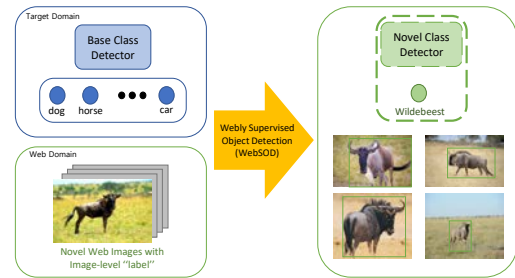 Target Domain
Base Class
Detector
dog horse car
Web Domain
Novel Web Images with
Image-level "label"
Webly Supervised
Object Detection
(WebSOD)
Novel Class
Detector
Wildebeest